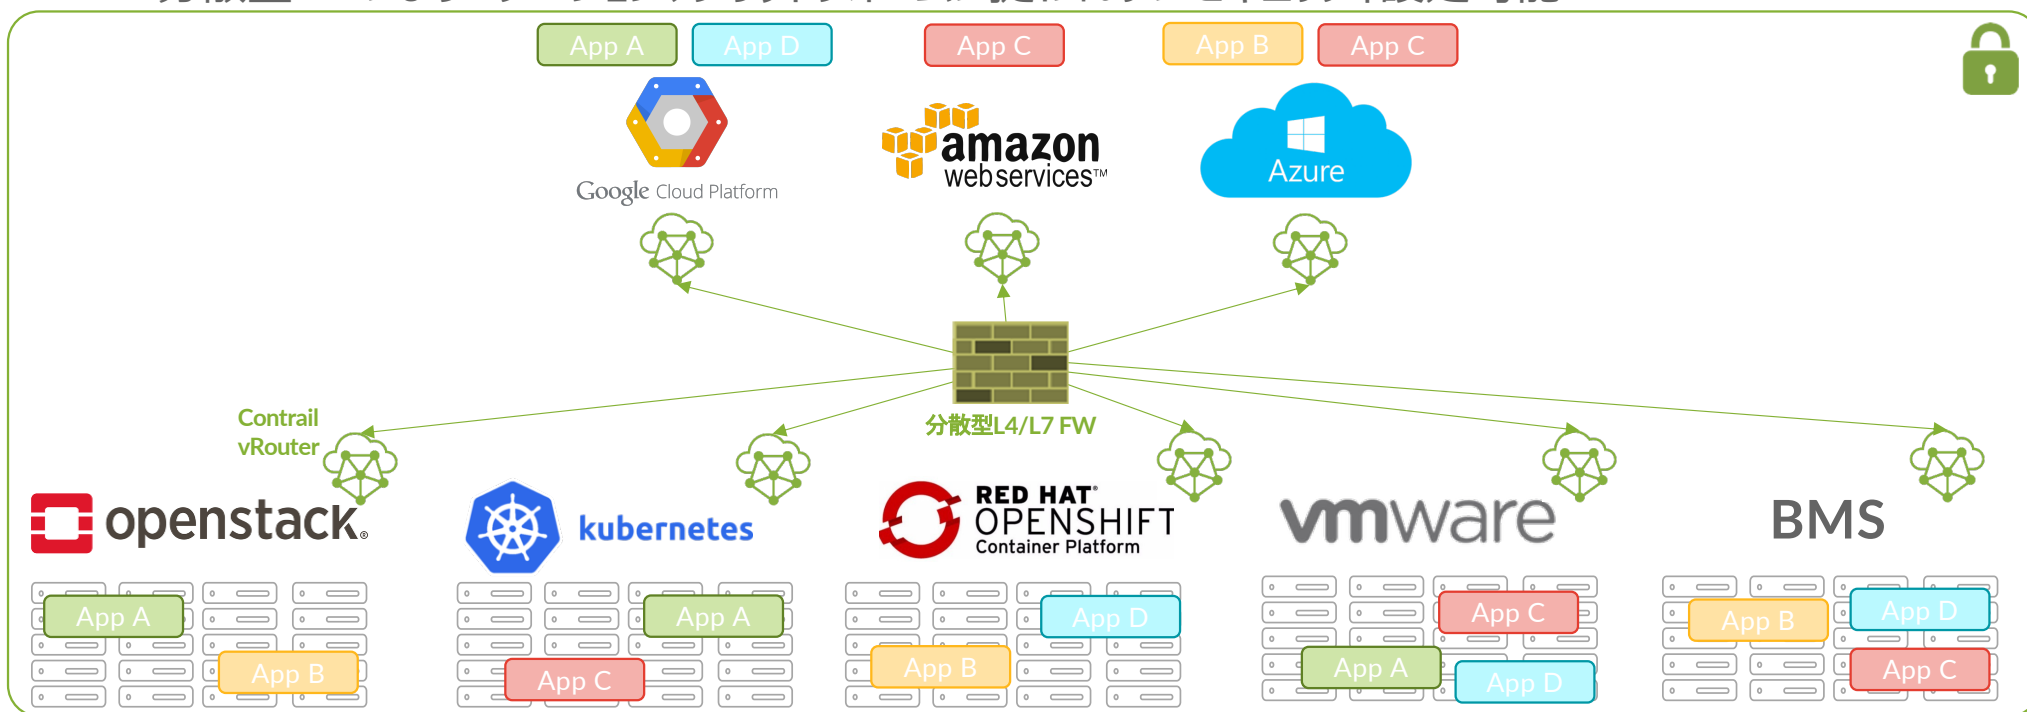 App A
App D
App C
App B
App C
Google Cloud Platform
amazon
web services™
Azure
Contrail
vRouter
分散型L4/L7 FW
openstack®
kubernetes
RED HAT®
OPENSHIFT
Container Platform
vmware
BMS
App A
App B
App A
App C
App D
App B
App C
App A
App D
App B
App D
App C